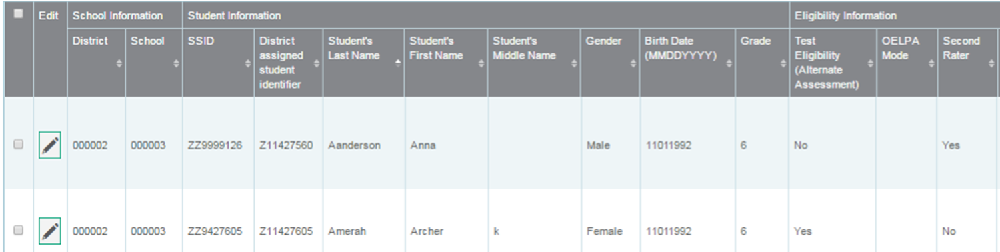 Edit School Information Student Information Eligibility Information
District School SSID District assigned student identifier Student's Last Name Student's First Name Student's Middle Name Gender Birth Date (MMDDYYYY) Grade Test Eligibility (Alternate Assessment) OELPA Mode Second Rater
000002 000003 ZZ9999126 Z11427560 Aanderson Anna Male 11011992 6 No Yes
000002 000003 ZZ9427605 Z11427605 Amerah Archer k Female 11011992 6 Yes No